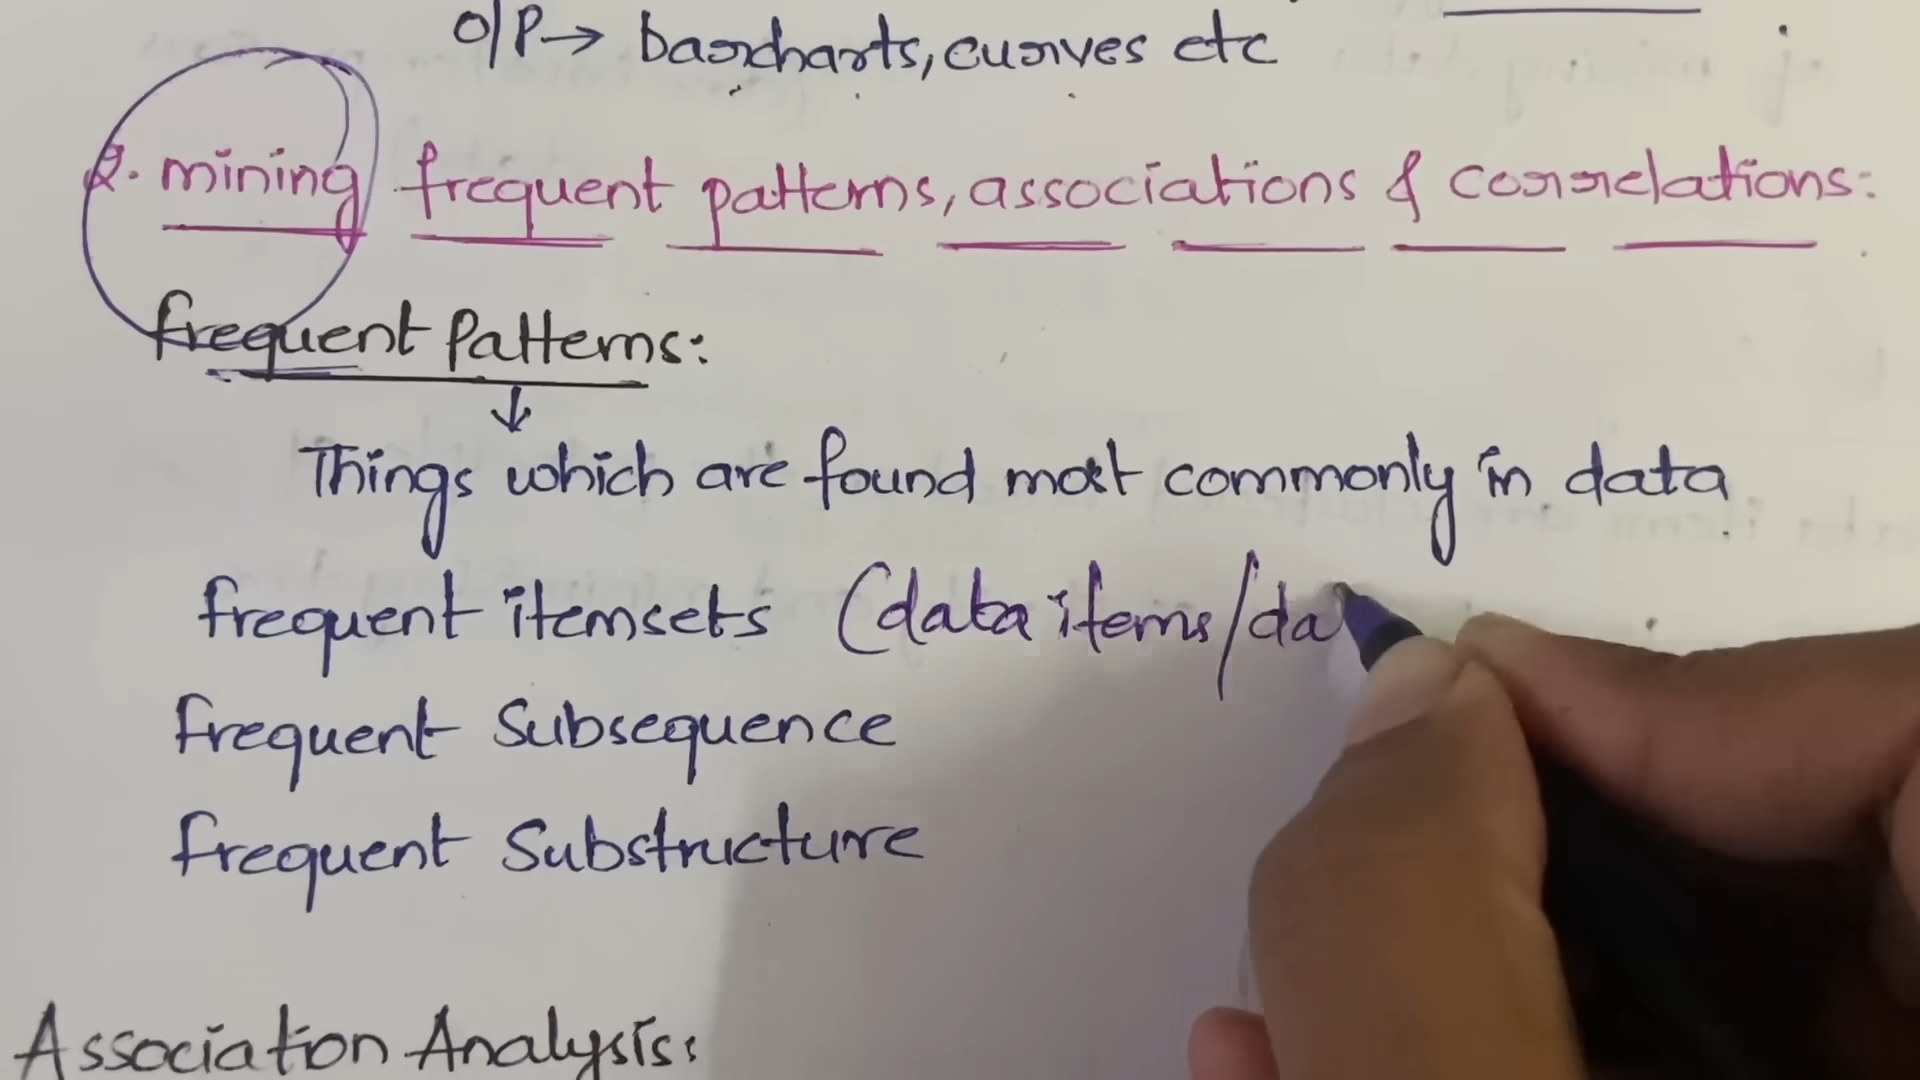 O/P → barcharts, curves etc
2. mining frequent patterns, associations & correlations:
frequent Patterns:
↓
Things which are found most commonly in data
frequent itemsets (data items/da
frequent Subsequence
frequent Substructure
Association Analysis: